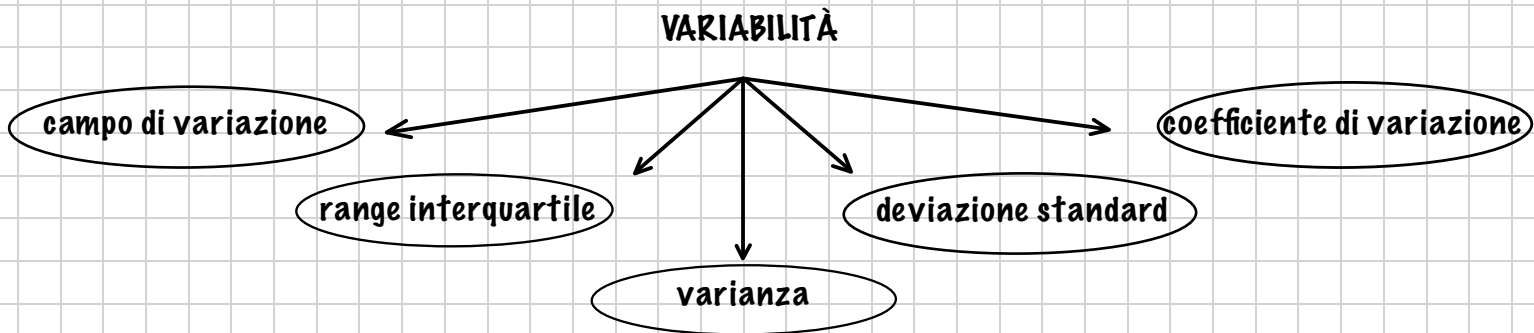 VARIABILITÀ
campo di variazione
coefficiente di variazione
range interquartile
deviazione standard
varianza